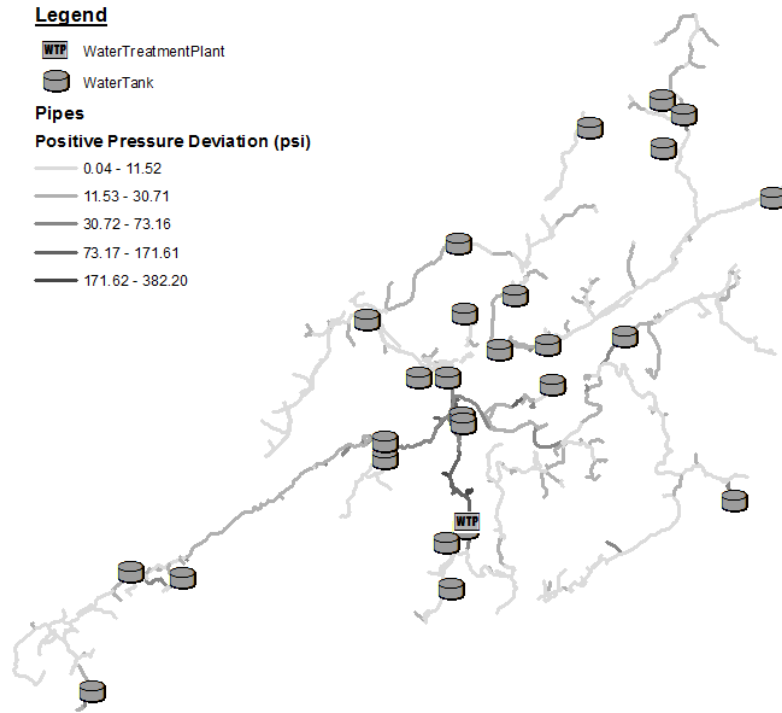 Legend
WTP WaterTreatmentPlant
WaterTank
Pipes
Positive Pressure Deviation (psi)
0.04 - 11.52
11.53 - 30.71
30.72 - 73.16
73.17 - 171.61
171.62 - 382.20
WTP